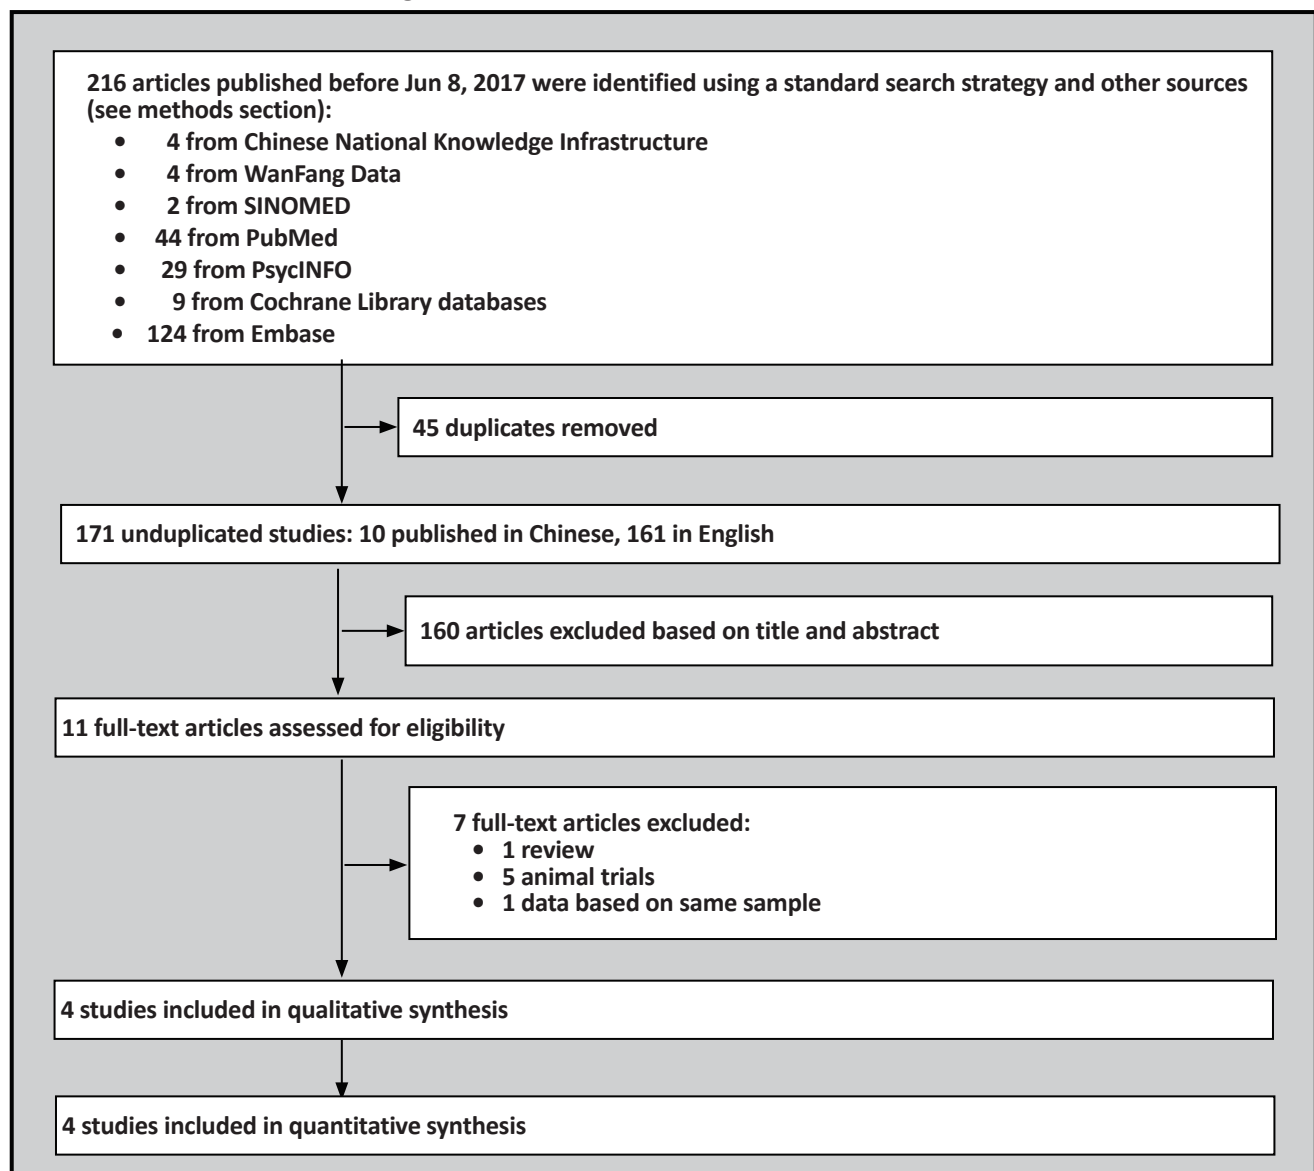 216 articles published before Jun 8, 2017 were identified using a standard search strategy and other sources
(see methods section):
• 4 from Chinese National Knowledge Infrastructure
• 4 from WanFang Data
• 2 from SINOMED
• 44 from PubMed
• 29 from PsycINFO
• 9 from Cochrane Library databases
• 124 from Embase
45 duplicates removed
171 unduplicated studies: 10 published in Chinese, 161 in English
160 articles excluded based on title and abstract
11 full-text articles assessed for eligibility
7 full-text articles excluded:
• 1 review
• 5 animal trials
• 1 data based on same sample
4 studies included in qualitative synthesis
4 studies included in quantitative synthesis